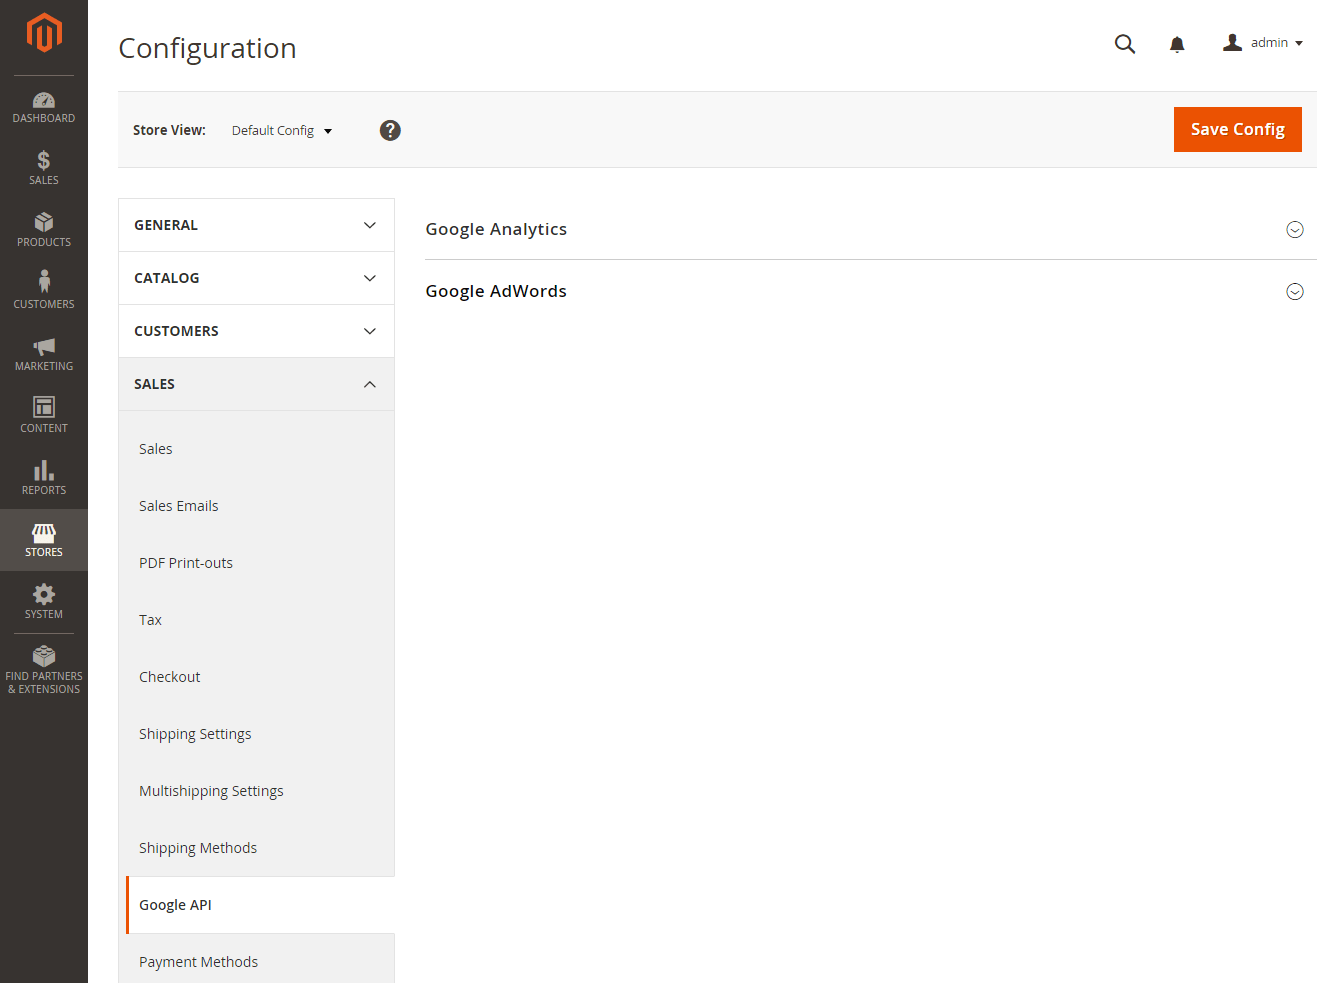 Configuration
admin
Store View:
Default Config
?
Save Config
DASHBOARD
SALES
PRODUCTS
CUSTOMERS
MARKETING
CONTENT
REPORTS
STORES
SYSTEM
FIND PARTNERS
& EXTENSIONS
GENERAL
CATALOG
CUSTOMERS
SALES
Sales
Sales Emails
PDF Print-outs
Tax
Checkout
Shipping Settings
Multishipping Settings
Shipping Methods
Google API
Payment Methods
Google Analytics
Google AdWords